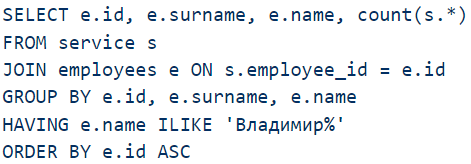 SELECT e.id, e.surname, e.name, count(s.*)
FROM service s
JOIN employees e ON s.employee_id = e.id
GROUP BY e.id, e.surname, e.name
HAVING e.name ILIKE 'Владимир%'
ORDER BY e.id ASC